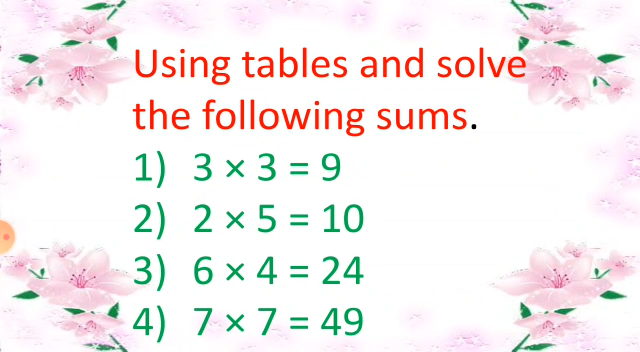 Using tables and solve
the following sums.
1) 3 × 3 = 9
2) 2 × 5 = 10
3) 6 × 4 = 24
4) 7 × 7 = 49